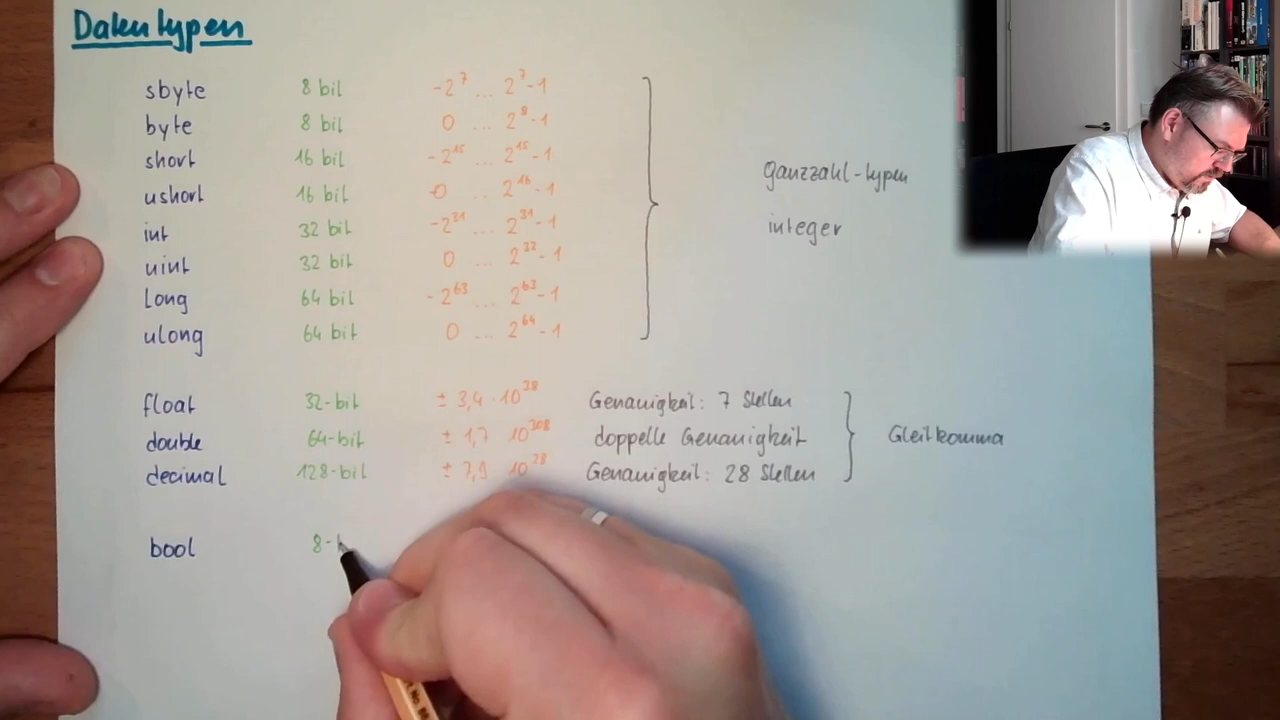 Datentypen
sbyte 8 bit -2⁷ ... 2⁷-1
byte 8 bit 0 ... 2⁸-1
short 16 bit -2¹⁵ ... 2¹⁵-1
ushort 16 bit 0 .. 2¹⁶-1
int 32 bit -2³¹ ... 2³¹-1
uint 32 bit 0 ... 2³²-1
long 64 bit -2⁶³ ... 2⁶³-1
ulong 64 bit 0 ... 2⁶⁴-1
ganzzahl-typen
integer
float 32-bit ± 3,4 · 10³⁸ Genauigkeit: 7 Stellen
double 64-bit ± 1,7 10³⁰⁸ doppelte Genauigkeit
decimal 128-bit ± 7,9 10²⁸ Genauigkeit: 28 Stellen
Gleitkomma
bool 8-